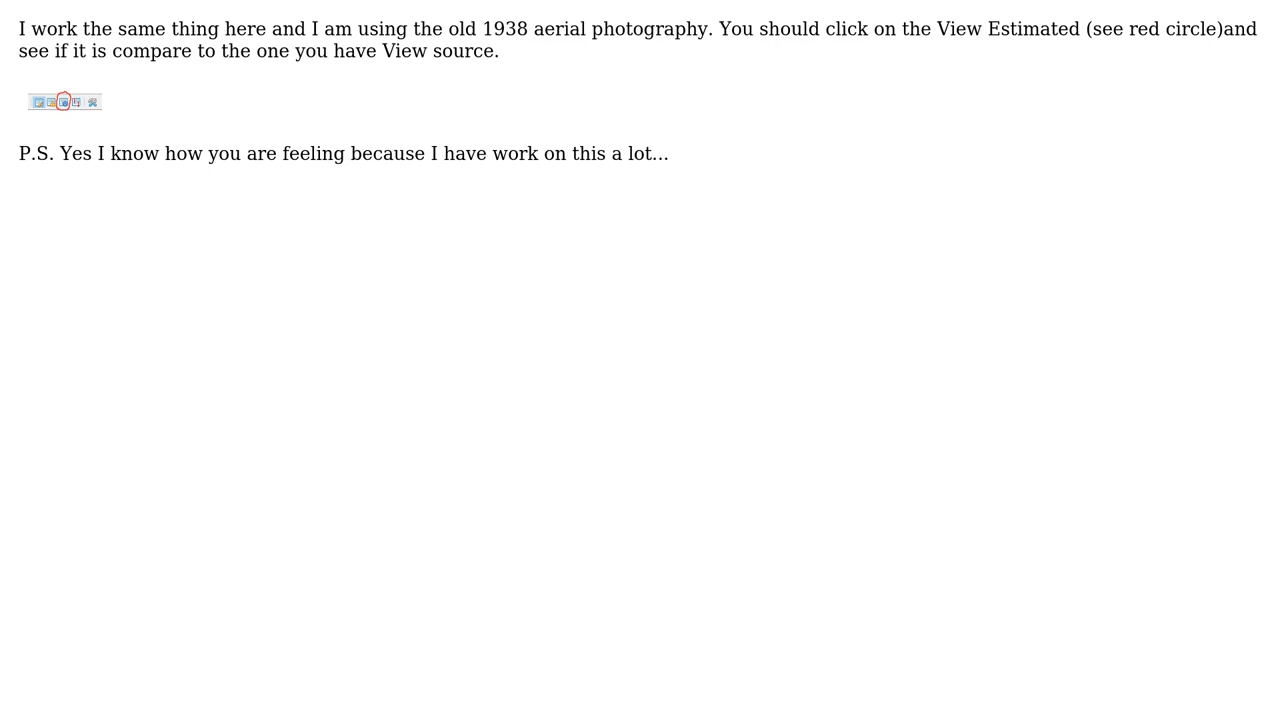 I work the same thing here and I am using the old 1938 aerial photography. You should click on the View Estimated (see red circle)and
see if it is compare to the one you have View source.
P.S. Yes I know how you are feeling because I have work on this a lot...